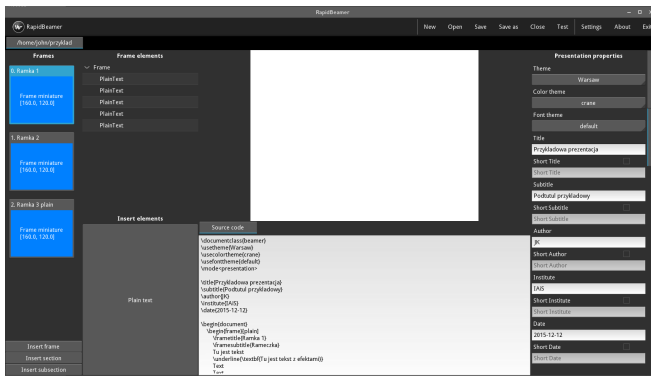 RapidBeamer
RapidBeamer
New Open Save Save as Close Test Settings About Exit
/home/john/przyklad
Frames
0. Ramka 1
Frame miniature
[160.0, 120.0]
1. Ramka 2
Frame miniature
[160.0, 120.0]
2. Ramka 3 plain
Frame miniature
[160.0, 120.0]
Insert frame
Insert section
Insert subsection
Frame elements
Frame
PlainText
PlainText
PlainText
PlainText
PlainText
Insert elements
Plain text
Source code
\documentclass{beamer}
\usetheme{Warsaw}
\usecolortheme{crane}
\usefonttheme{default}
\mode<presentation>
\title{Przykladowa prezentacja}
\subtitle{Podtutul przykladowy}
\author{JK}
\institute{IAiS}
\date{2015-12-12}
\begin{document}
\begin{frame}[plain]
\frametitle{Ramka 1}
\framesubtitle{Rameczka}
Tu jest tekst
\underline{\textbf{Tu jest tekst z efektami}}
Text
Text
Presentation properties
Theme
Warsaw
Color theme
crane
Font theme
default
Title
Przykladowa prezentacja
Short Title
Short Title
Subtitle
Podtutul przykladowy
Short Subtitle
Short Subtitle
Author
JK
Short Author
Short Author
Institute
IAiS
Short Institute
Short Institute
Date
2015-12-12
Short Date
Short Date